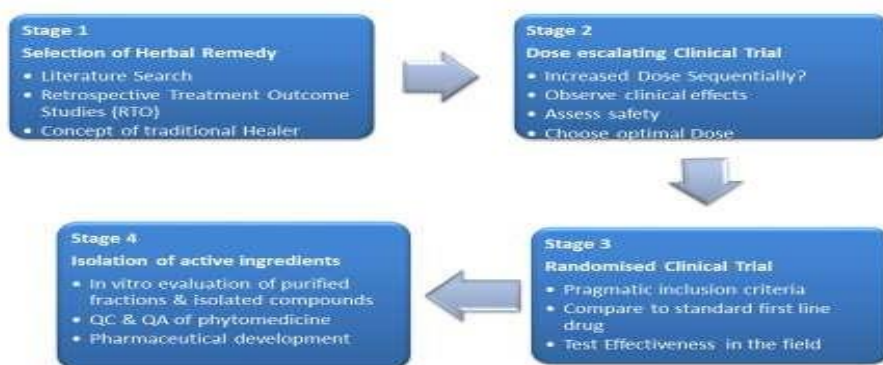 Stage 1
Selection of Herbal Remedy
• Literature Search
• Retrospective Treatment Outcome
Studies (RTO)
• Concept of traditional Healer
Stage 2
Dose escalating Clinical Trial
• Increased Dose Sequentially?
• Observe clinical effects
• Assess safety
• Choose optimal Dose
Stage 3
Randomised Clinical Trial
• Pragmatic inclusion criteria
• Compare to standard first line
drug
• Test Effectiveness in the field
Stage 4
Isolation of active ingredients
• In vitro evaluation of purified
fractions & isolated compounds
• QC & QA of phytomedicine
• Pharmaceutical development